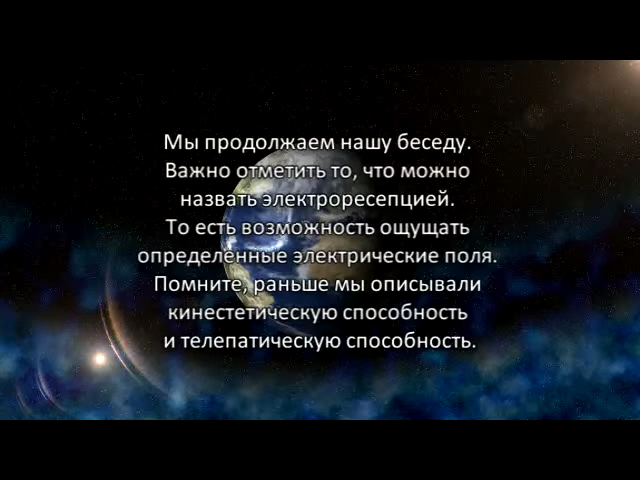 Мы продолжаем нашу беседу.
Важно отметить то, что можно
назвать электроресепцией.
То есть возможность ощущать
определённые электрические поля.
Помните, раньше мы описывали
кинестетическую способность
и телепатическую способность.